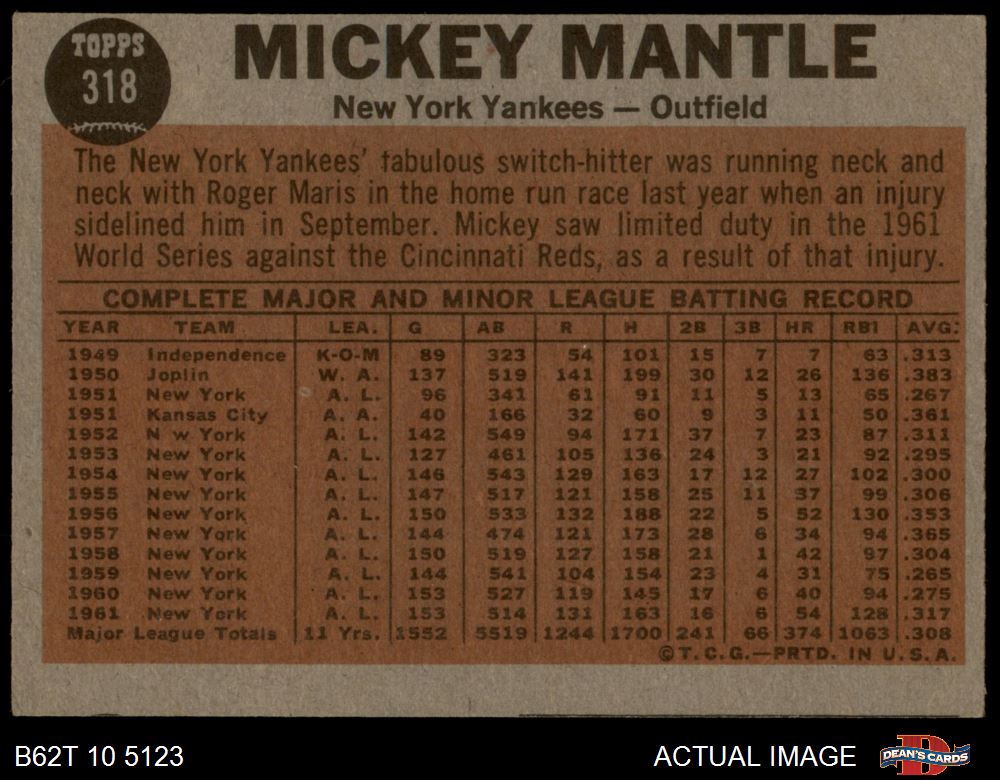 TOPPS
318
MICKEY MANTLE
New York Yankees — Outfield
The New York Yankees' fabulous switch-hitter was running neck and
neck with Roger Maris in the home run race last year when an injury
sidelined him in September. Mickey saw limited duty in the 1961
World Series against the Cincinnati Reds, as a result of that injury.
COMPLETE MAJOR AND MINOR LEAGUE BATTING RECORD
YEAR TEAM LEA. G AB R H 2B 3B HR RBI AVG.
1949 Independence K-O-M 89 323 54 101 15 7 7 63 .313
1950 Joplin W. A. 137 519 141 199 30 12 26 136 .383
1951 New York A. L. 96 341 61 91 11 5 13 65 .267
1951 Kansas City A. A. 40 166 32 60 9 3 11 50 .361
1952 N w York A. L. 142 549 94 171 37 7 23 87 .311
1953 New York A. L. 127 461 105 136 24 3 21 92 .295
1954 New York A. L. 146 543 129 163 17 12 27 102 .300
1955 New York A. L. 147 517 121 158 25 11 37 99 .306
1956 New York A. L. 150 533 132 188 22 5 52 130 .353
1957 New York A. L. 144 474 121 173 28 6 34 94 .365
1958 New York A. L. 150 519 127 158 21 1 42 97 .304
1959 New York A. L. 144 541 104 154 23 4 31 75 .265
1960 New York A. L. 153 527 119 145 17 6 40 94 .275
1961 New York A. L. 153 514 131 163 16 6 54 128 .317
Major League Totals 11 Yrs. 1552 5519 1244 1700 241 66 374 1063 .308
©T.C.G.—PRTD. IN U.S.A.
B62T 10 5123
ACTUAL IMAGE
DEAN'S CARDS